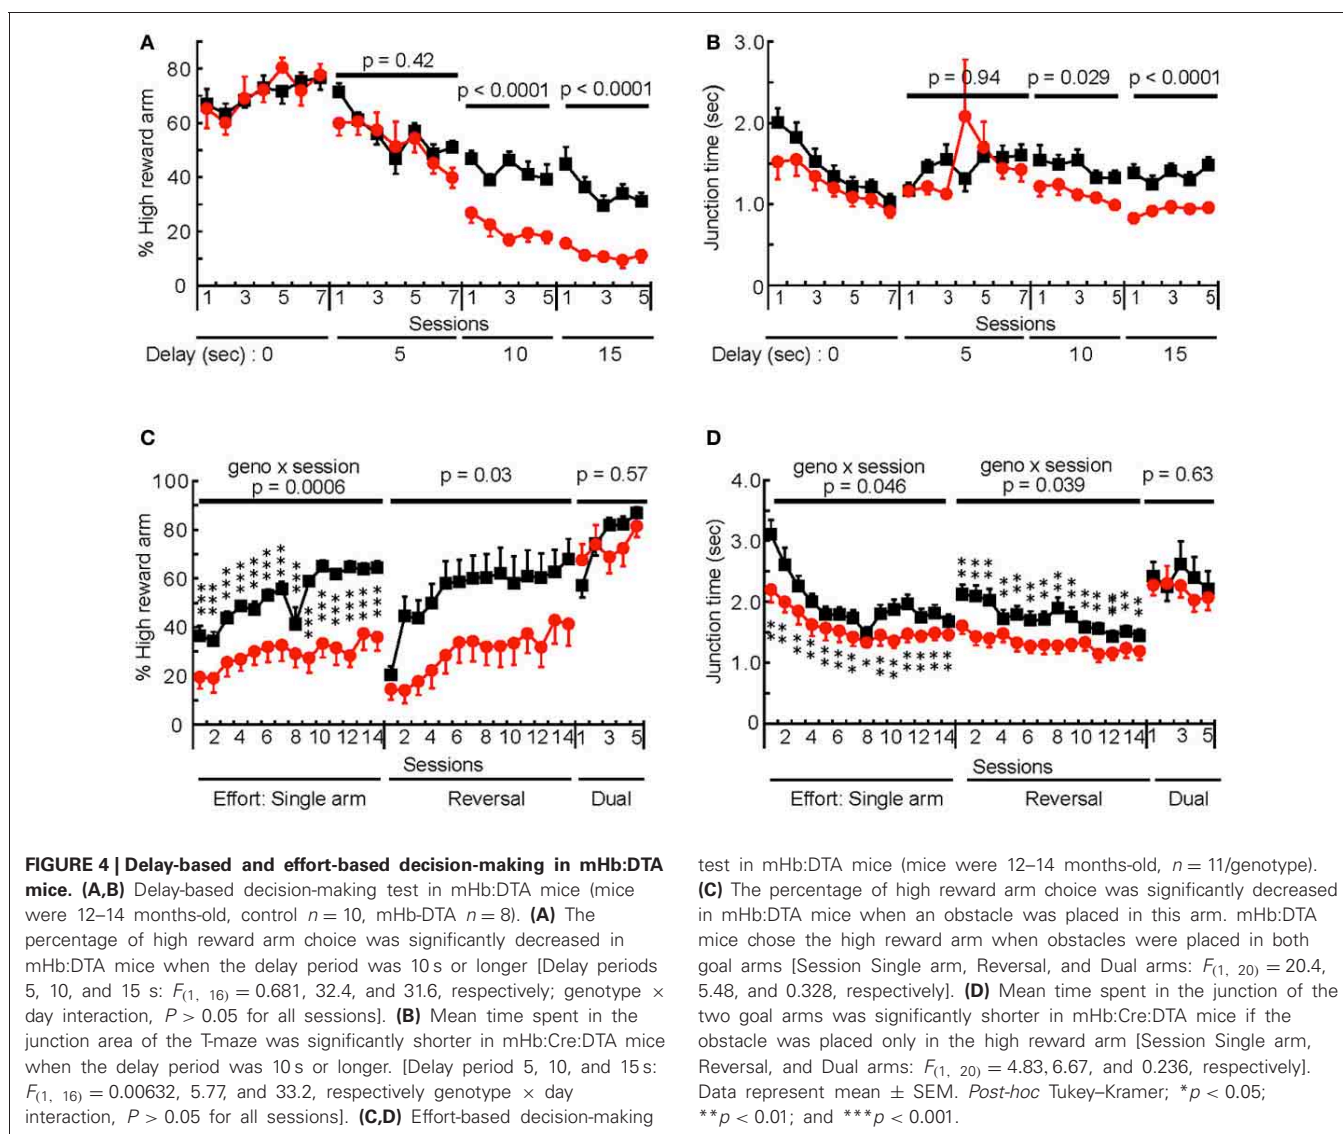 A
p = 0.42
p < 0.0001
p < 0.0001
% High reward arm
80
60
40
20
0
1 3 5 7 1 3 5 7 1 3 5 1 3 5
Sessions
Delay (sec) : 0 5 10 15
B
p = 0.94
p = 0.029
p < 0.0001
Junction time (sec)
3.0
2.0
1.0
0
1 3 5 7 1 3 5 7 1 3 5 1 3 5
Sessions
Delay (sec) : 0 5 10 15
C
geno x session
p = 0.0006
p = 0.03
p = 0.57
% High reward arm
100
80
60
40
20
0
2 4 6 8 10 12 14 2 4 6 8 10 12 14 1 3 5
Sessions
Effort: Single arm Reversal Dual
D
geno x session
p = 0.046
geno x session
p = 0.039
p = 0.63
Junction time (sec)
4.0
3.0
2.0
1.0
0
2 4 6 8 10 12 14 2 4 6 8 10 12 14 1 3 5
Sessions
Effort: Single arm Reversal Dual
FIGURE 4 | Delay-based and effort-based decision-making in mHb:DTA
mice. (A,B) Delay-based decision-making test in mHb:DTA mice (mice
were 12–14 months-old, control n = 10, mHb-DTA n = 8). (A) The
percentage of high reward arm choice was significantly decreased in
mHb:DTA mice when the delay period was 10 s or longer [Delay periods
5, 10, and 15 s: F(1, 16) = 0.681, 32.4, and 31.6, respectively; genotype ×
day interaction, P > 0.05 for all sessions]. (B) Mean time spent in the
junction area of the T-maze was significantly shorter in mHb:Cre:DTA mice
when the delay period was 10 s or longer. [Delay period 5, 10, and 15 s:
F(1, 16) = 0.00632, 5.77, and 33.2, respectively genotype × day
interaction, P > 0.05 for all sessions]. (C,D) Effort-based decision-making
test in mHb:DTA mice (mice were 12–14 months-old, n = 11/genotype).
(C) The percentage of high reward arm choice was significantly decreased
in mHb:DTA mice when an obstacle was placed in this arm. mHb:DTA
mice chose the high reward arm when obstacles were placed in both
goal arms [Session Single arm, Reversal, and Dual arms: F(1, 20) = 20.4,
5.48, and 0.328, respectively]. (D) Mean time spent in the junction of the
two goal arms was significantly shorter in mHb:Cre:DTA mice if the
obstacle was placed only in the high reward arm [Session Single arm,
Reversal, and Dual arms: F(1, 20) = 4.83, 6.67, and 0.236, respectively].
Data represent mean ± SEM. Post-hoc Tukey–Kramer; *p < 0.05;
**p < 0.01; and ***p < 0.001.